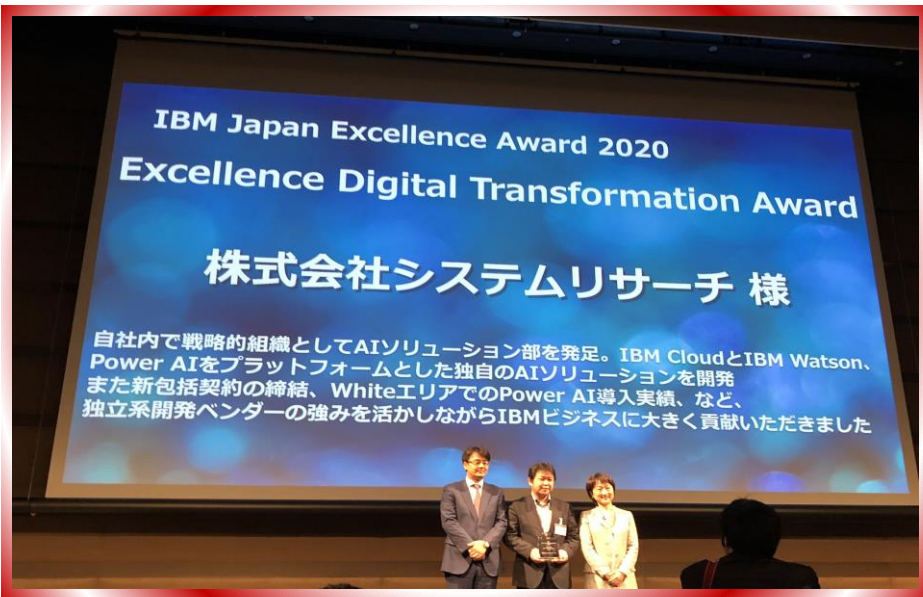 IBM Japan Excellence Award 2020
Excellence Digital Transformation Award
株式会社システムリサーチ 様
自社内で戦略的組織としてAIソリューション部を発足。IBM CloudとIBM Watson、
Power AIをプラットフォームとした独自のAIソリューションを開発
また新包括契約の締結、WhiteエリアでのPower AI導入実績、など、
独立系開発ベンダーの強みを活かしながらIBMビジネスに大きく貢献いただきました